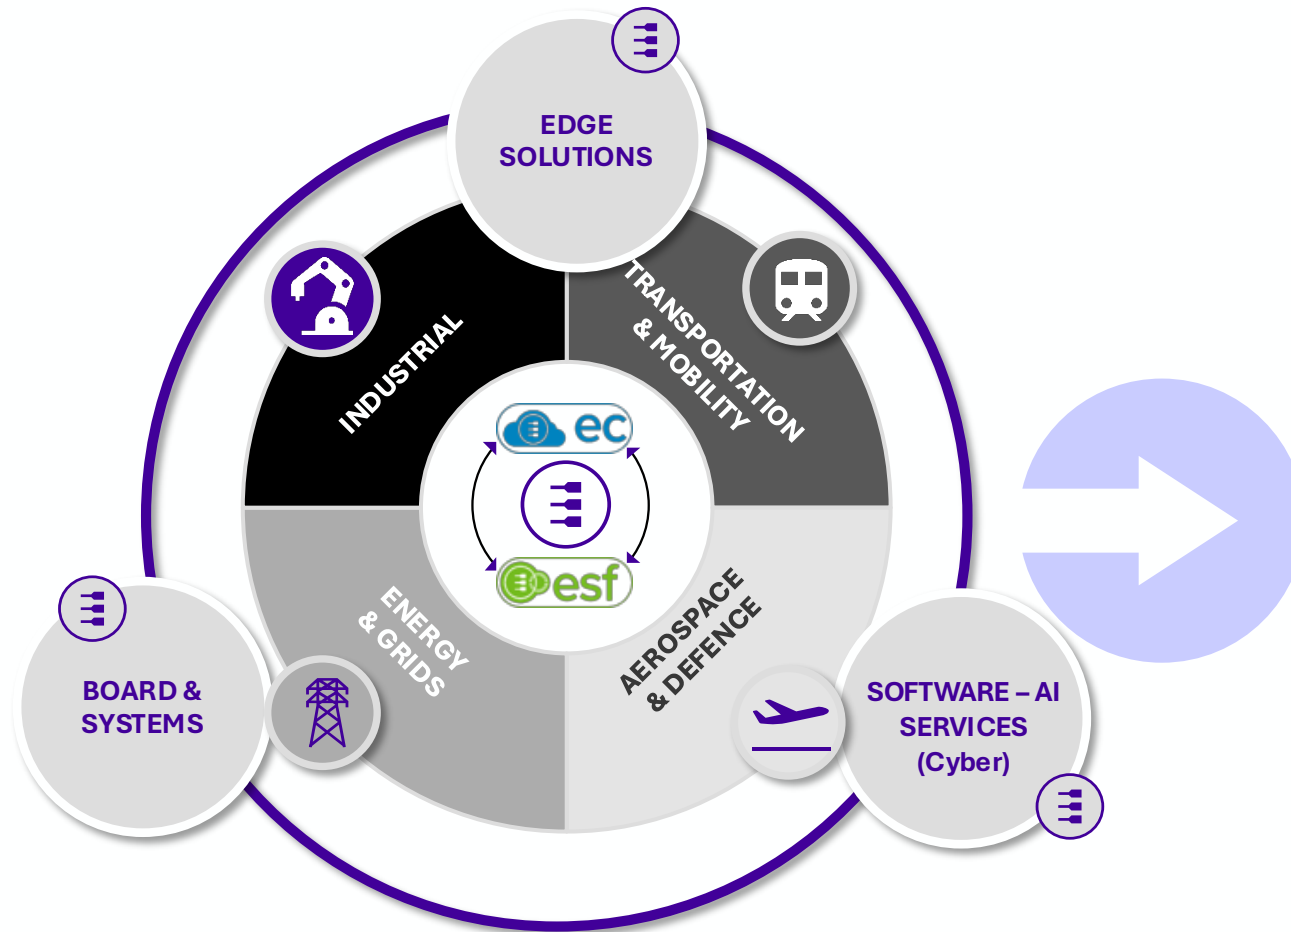 EDGE
SOLUTIONS
INDUSTRIAL
TRANSPORTATION
& MOBILITY
ec
esf
ENERGY
& GRIDS
AEROSPACE
& DEFENCE
BOARD &
SYSTEMS
SOFTWARE – AI
SERVICES
(Cyber)